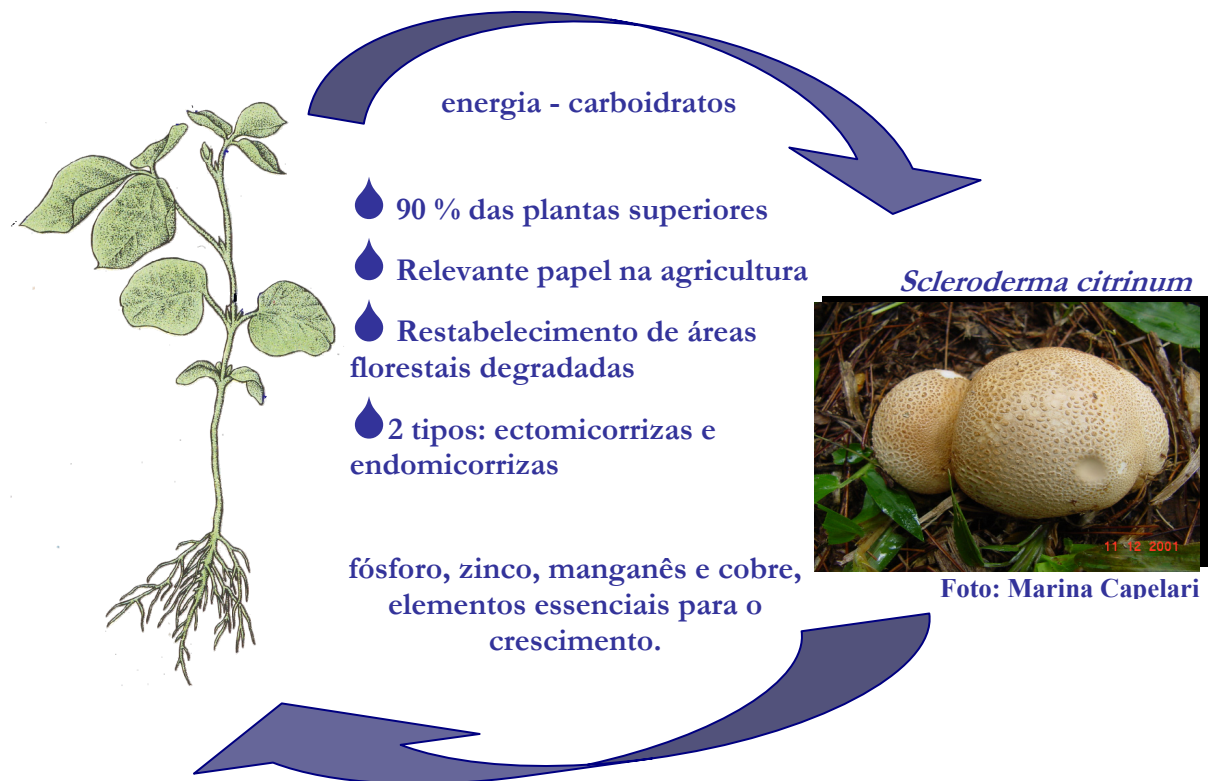 energia - carboidratos
90 % das plantas superiores
Relevante papel na agricultura
Restabelecimento de áreas
florestais degradadas
2 tipos: ectomicorrizas e
endomicorrizas
Scleroderma citrinum
11 12 2001
Foto: Marina Capelari
fósforo, zinco, manganês e cobre,
elementos essenciais para o
crescimento.